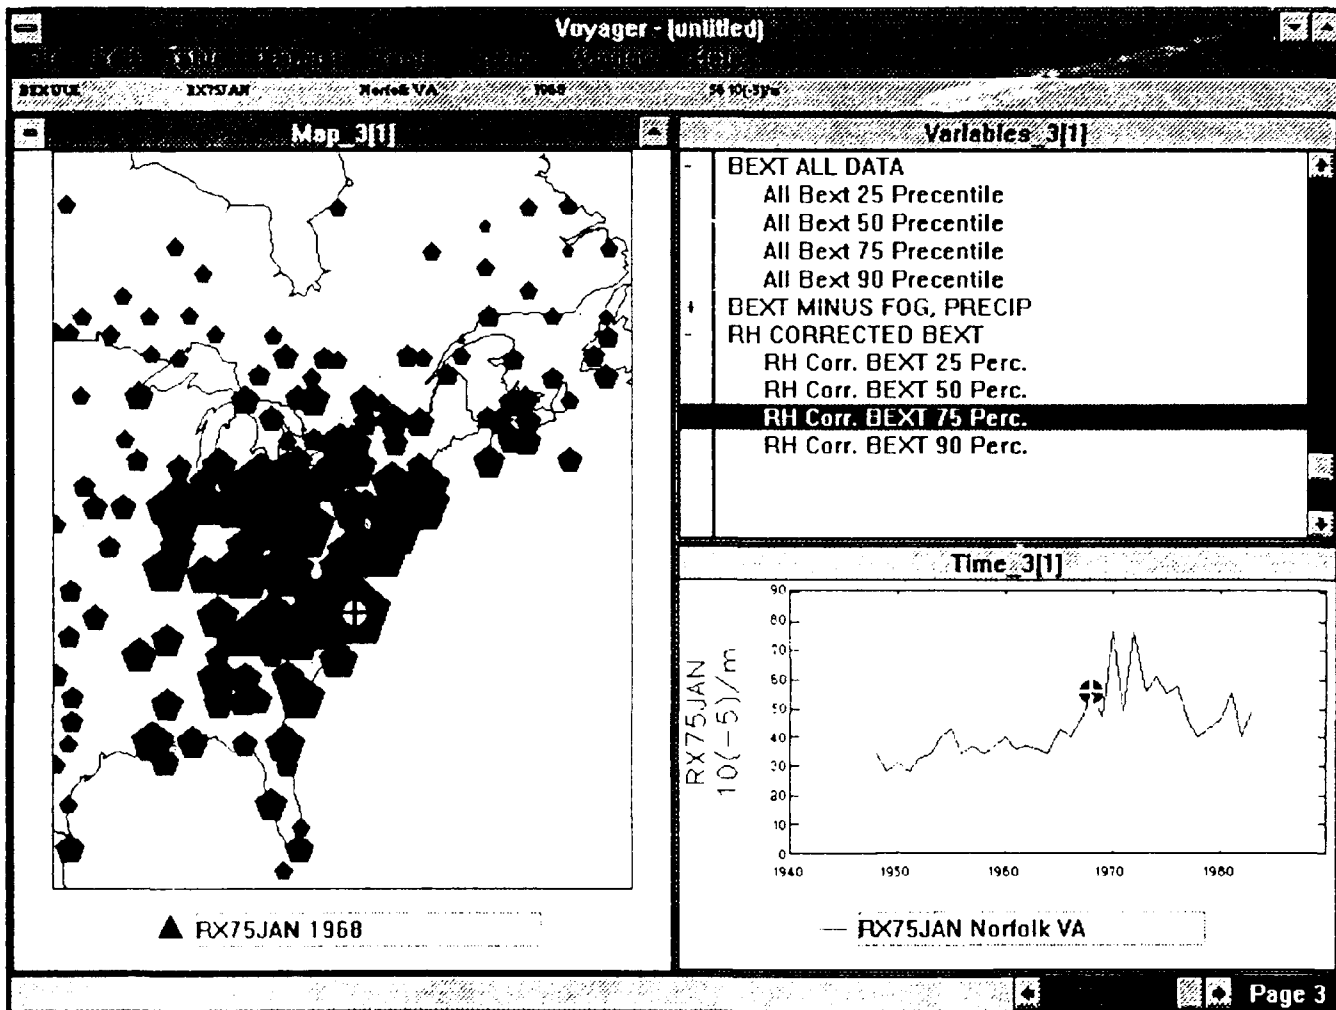 Voyager - [untitled]
RX75JAN Norfolk VA 1968
Map_3[1]
RX75JAN 1968
Variables_3[1]
- BEXT ALL DATA
All Bext 25 Precentile
All Bext 50 Precentile
All Bext 75 Precentile
All Bext 90 Precentile
+ BEXT MINUS FOG, PRECIP
- RH CORRECTED BEXT
RH Corr. BEXT 25 Perc.
RH Corr. BEXT 50 Perc.
RH Corr. BEXT 75 Perc.
RH Corr. BEXT 90 Perc.
Time_3[1]
RX75JAN
10(-5)/m
90
80
70
60
50
40
30
20
10
0
1940 1950 1960 1970 1980
RX75JAN Norfolk VA
Page 3